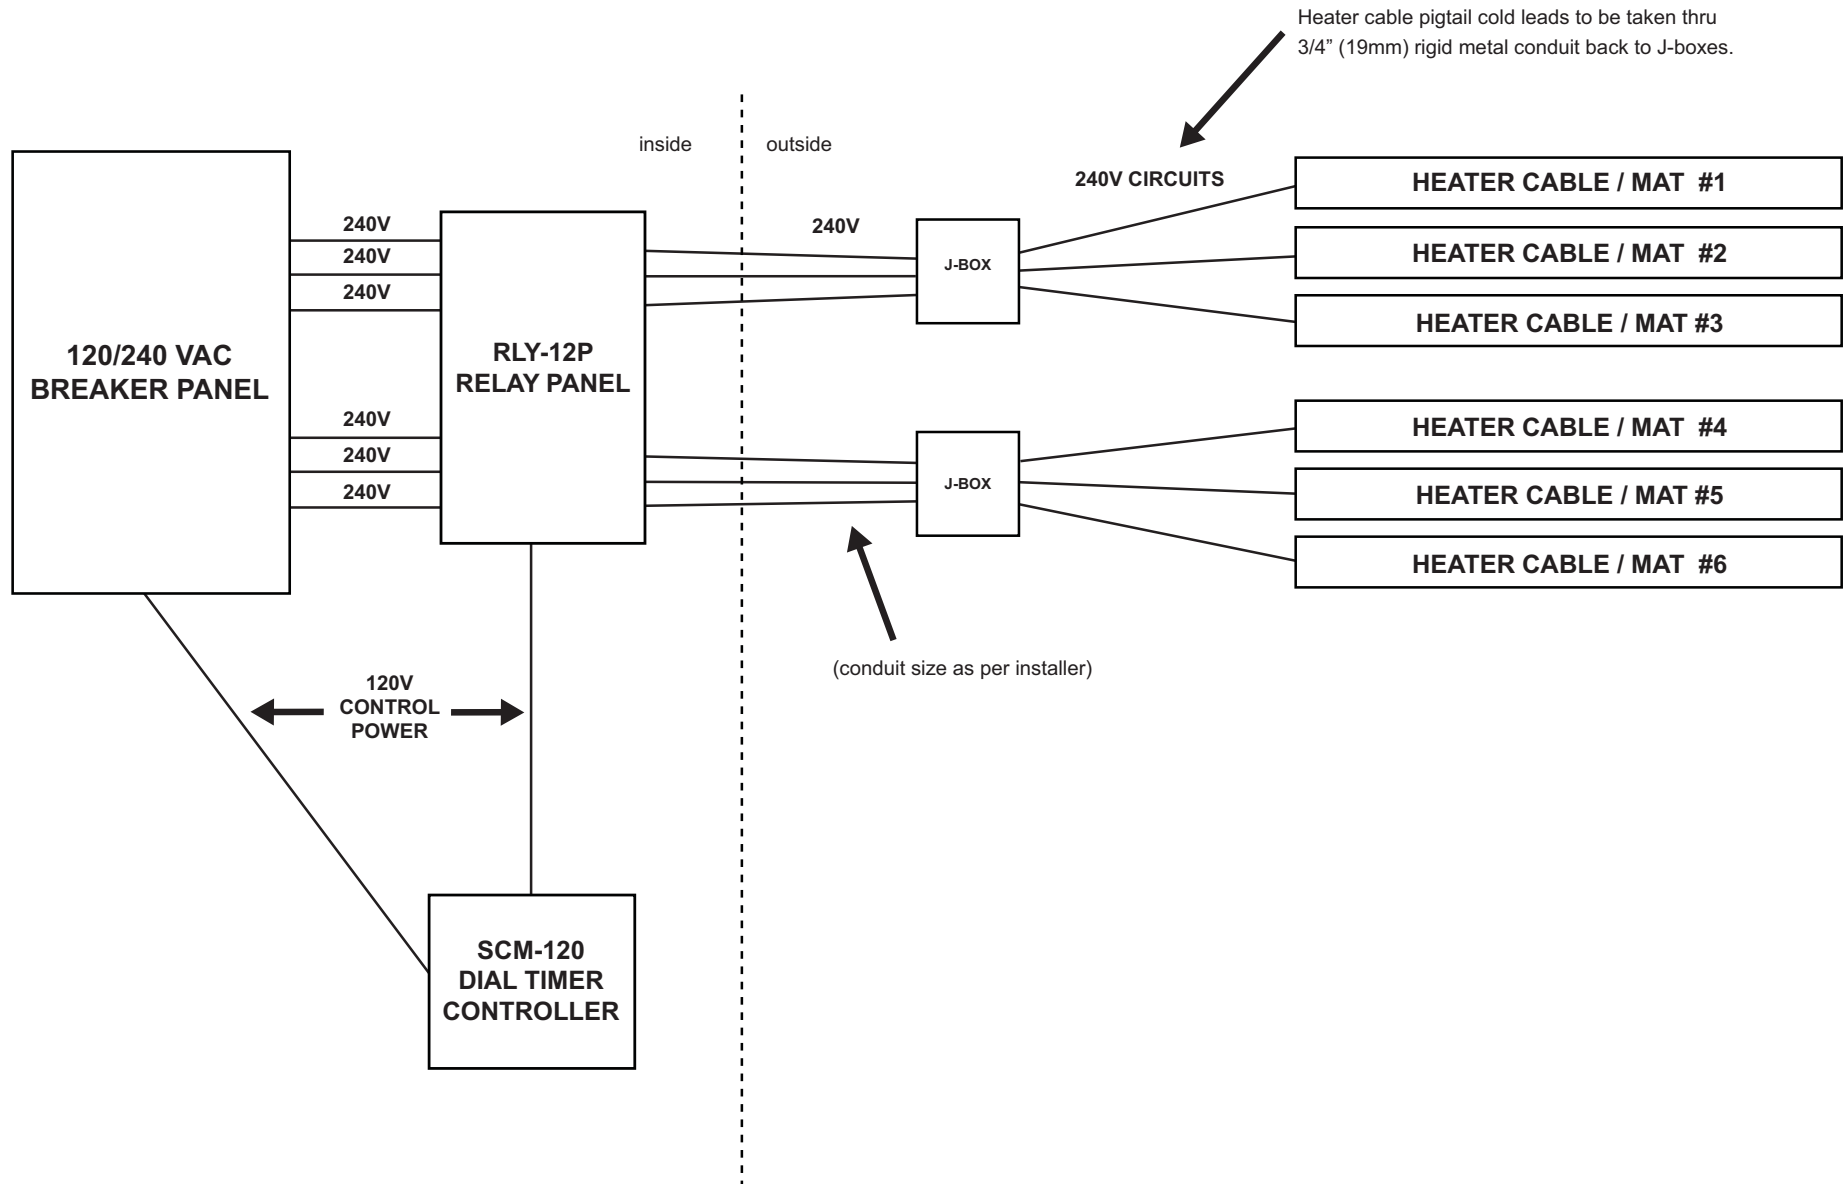 Heater cable pigtail cold leads to be taken thru
3/4” (19mm) rigid metal conduit back to J-boxes.
inside
outside
240V CIRCUITS
HEATER CABLE / MAT #1
240V
240V
HEATER CABLE / MAT #2
240V
J-BOX
240V
HEATER CABLE / MAT #3
120/240 VAC
BREAKER PANEL
RLY-12P
RELAY PANEL
240V
HEATER CABLE / MAT #4
240V
J-BOX
240V
HEATER CABLE / MAT #5
HEATER CABLE / MAT #6
(conduit size as per installer)
120V
CONTROL
POWER
SCM-120
DIAL TIMER
CONTROLLER